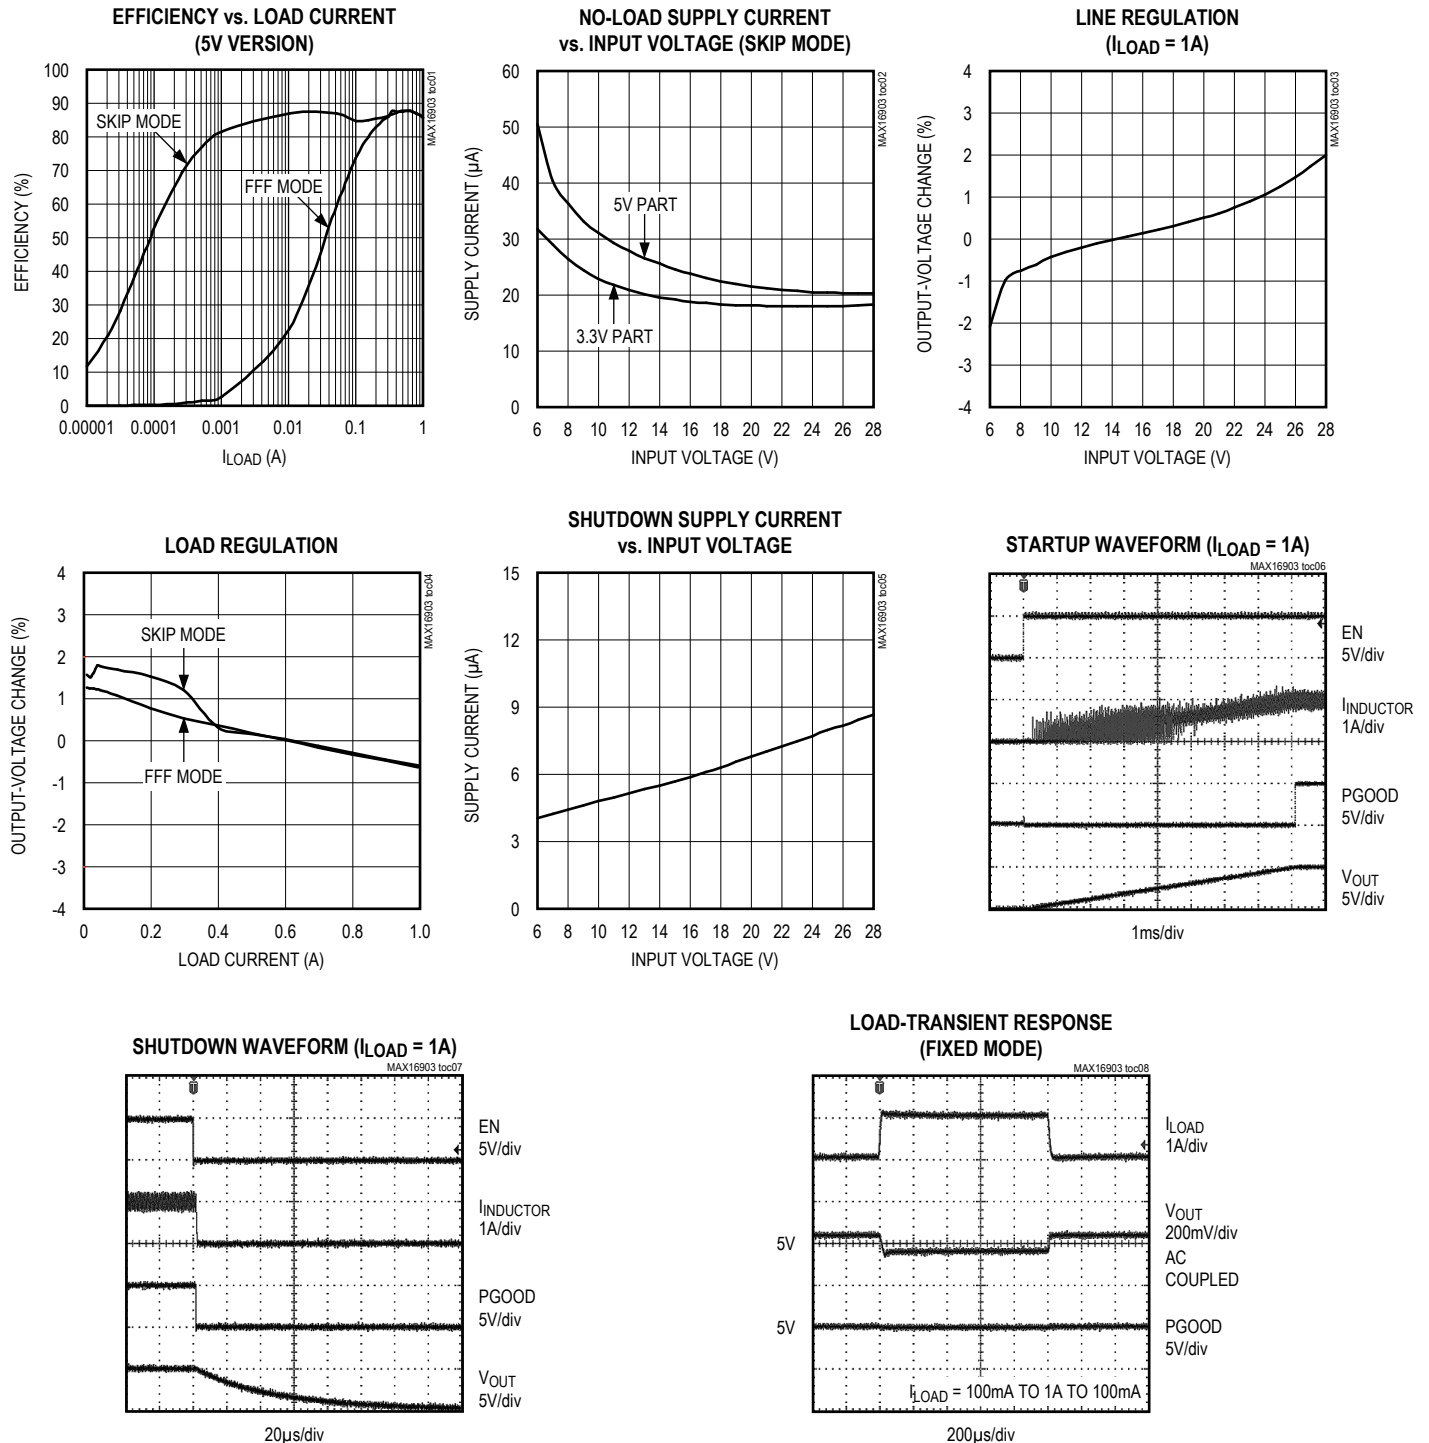 EFFICIENCY vs. LOAD CURRENT
(5V VERSION)
MAX16903 toc01
EFFICIENCY (%)
100
90
80
70
60
50
40
30
20
10
0
SKIP MODE
FFF MODE
0.00001 0.0001 0.001 0.01 0.1 1
ILOAD (A)
NO-LOAD SUPPLY CURRENT
vs. INPUT VOLTAGE (SKIP MODE)
MAX16903 toc02
SUPPLY CURRENT (µA)
60
50
40
30
20
10
0
5V PART
3.3V PART
6 8 10 12 14 16 18 20 22 24 26 28
INPUT VOLTAGE (V)
LINE REGULATION
(ILOAD = 1A)
MAX16903 toc03
OUTPUT-VOLTAGE CHANGE (%)
4
3
2
1
0
-1
-2
-3
-4
6 8 10 12 14 16 18 20 22 24 26 28
INPUT VOLTAGE (V)
LOAD REGULATION
MAX16903 toc04
OUTPUT-VOLTAGE CHANGE (%)
4
3
2
1
0
-1
-2
-3
-4
SKIP MODE
FFF MODE
0 0.2 0.4 0.6 0.8 1.0
LOAD CURRENT (A)
SHUTDOWN SUPPLY CURRENT
vs. INPUT VOLTAGE
MAX16903 toc05
SUPPLY CURRENT (µA)
15
12
9
6
3
0
6 8 10 12 14 16 18 20 22 24 26 28
INPUT VOLTAGE (V)
STARTUP WAVEFORM (ILOAD = 1A)
MAX16903 toc06
EN
5V/div
IINDUCTOR
1A/div
PGOOD
5V/div
VOUT
5V/div
1ms/div
SHUTDOWN WAVEFORM (ILOAD = 1A)
MAX16903 toc07
EN
5V/div
IINDUCTOR
1A/div
PGOOD
5V/div
VOUT
5V/div
20µs/div
LOAD-TRANSIENT RESPONSE
(FIXED MODE)
MAX16903 toc08
ILOAD
1A/div
VOUT
200mV/div
AC
COUPLED
5V
5V
PGOOD
5V/div
ILOAD = 100mA TO 1A TO 100mA
200µs/div